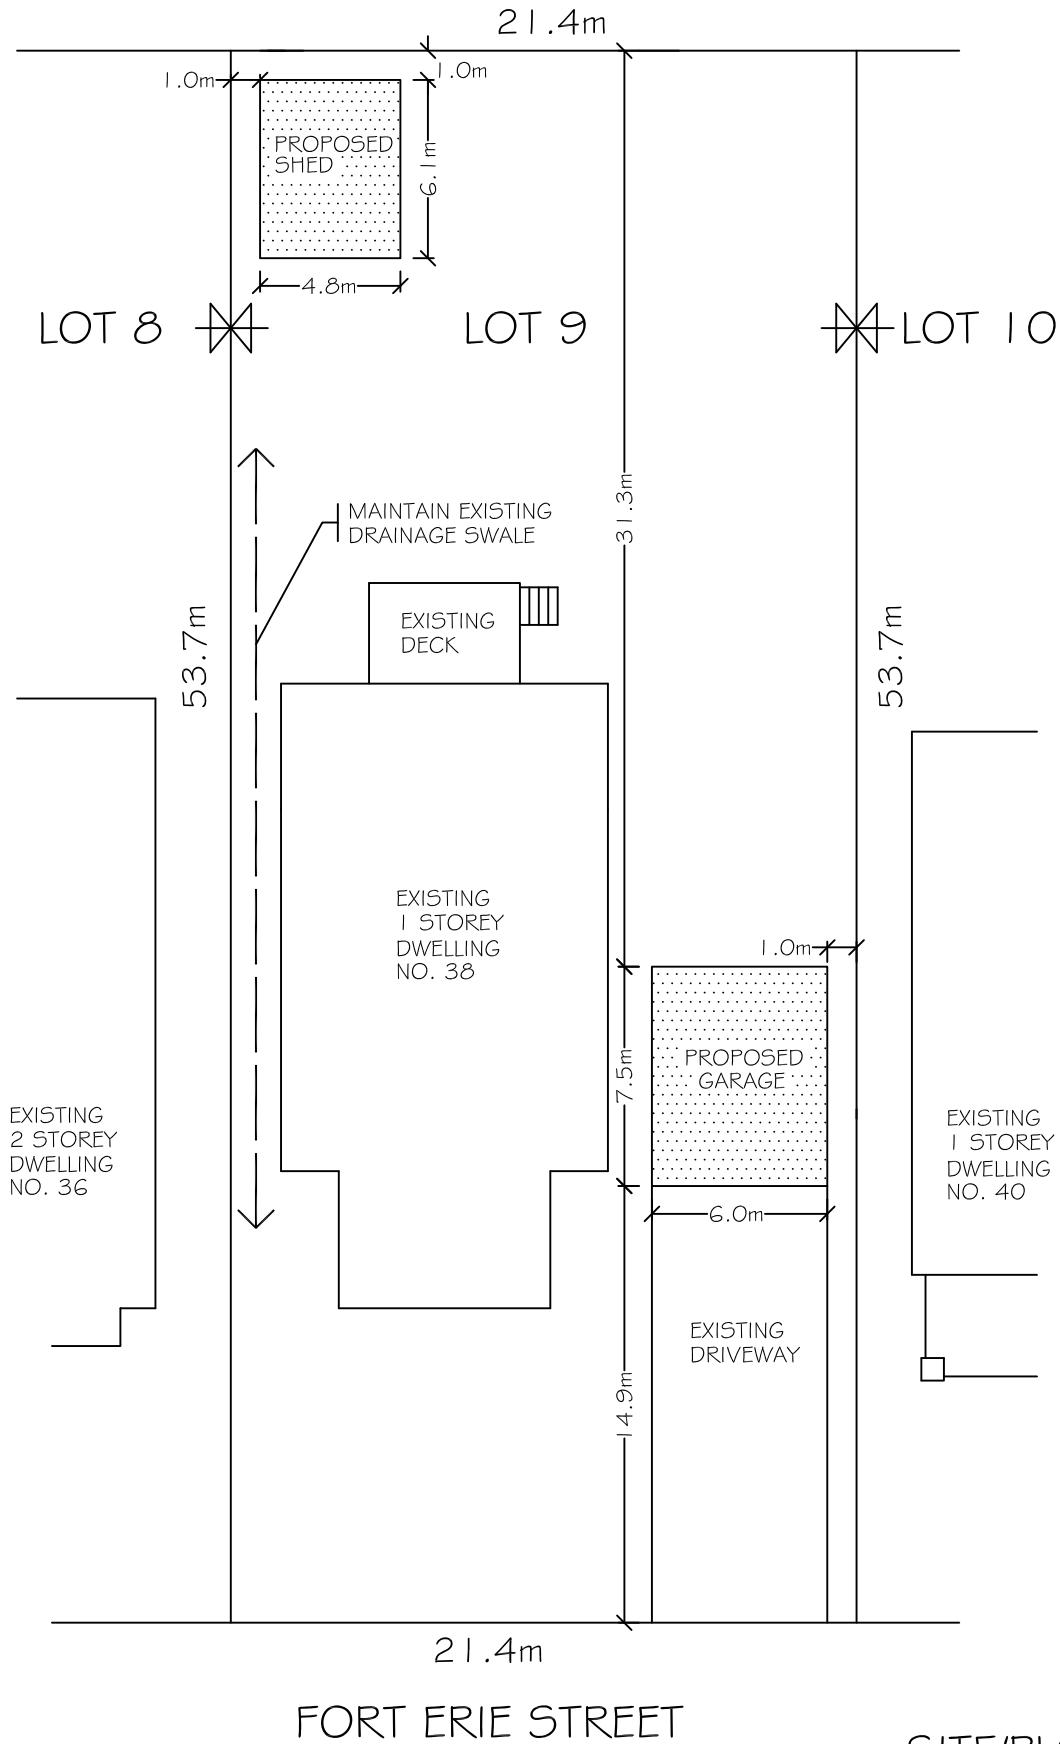 21.4m
1.0m
1.0m
PROPOSED
SHED
6.1m
4.8m
LOT 8
LOT 9
LOT 10
31.3m
MAINTAIN EXISTING
DRAINAGE SWALE
EXISTING
DECK
53.7m
53.7m
EXISTING
1 STOREY
DWELLING
NO. 38
1.0m
7.5m
PROPOSED
GARAGE
EXISTING
2 STOREY
DWELLING
NO. 36
EXISTING
1 STOREY
DWELLING
NO. 40
6.0m
EXISTING
DRIVEWAY
14.9m
21.4m
FORT ERIE STREET